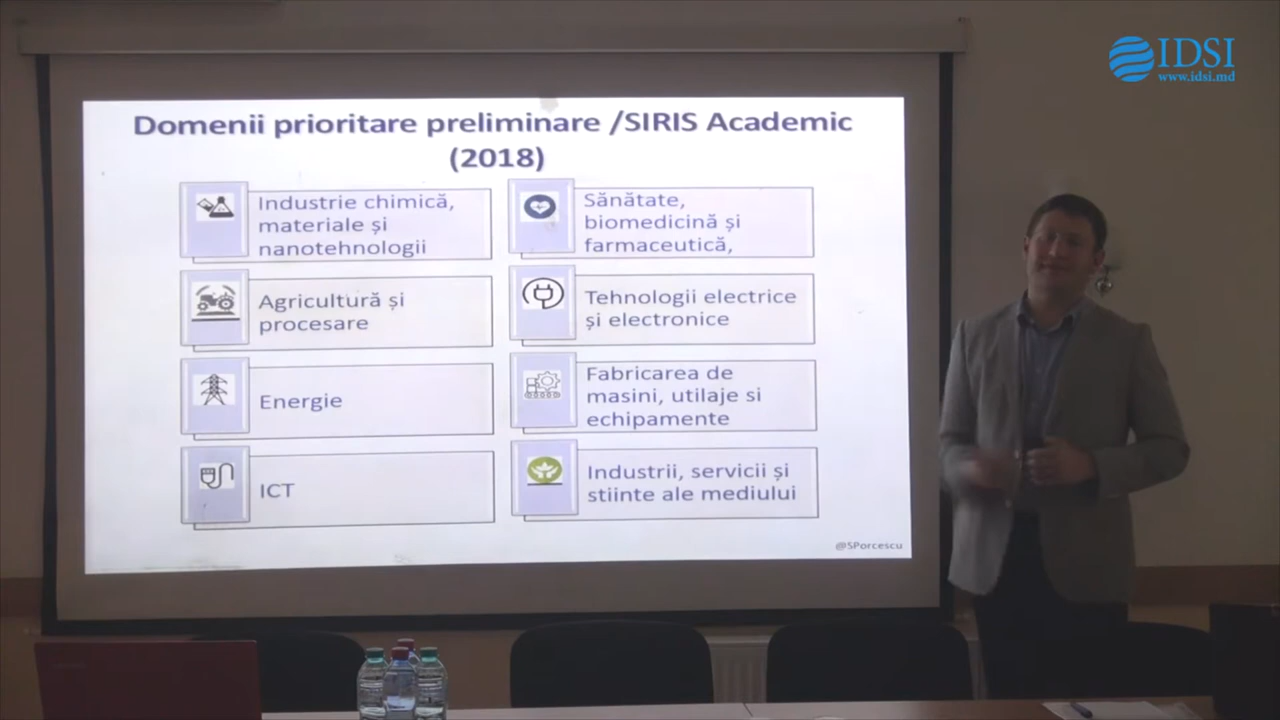 IDSI
www.idsi.md
Domenii prioritare preliminare /SIRIS Academic
(2018)
Industrie chimică,
materiale și
nanotehnologii
Sănătate,
biomedicină și
farmaceutică,
Agricultură și
procesare
Tehnologii electrice
și electronice
Energie
Fabricarea de
masini, utilaje si
echipamente
ICT
Industrii, servicii și
stiinte ale mediului
@SPorcescu